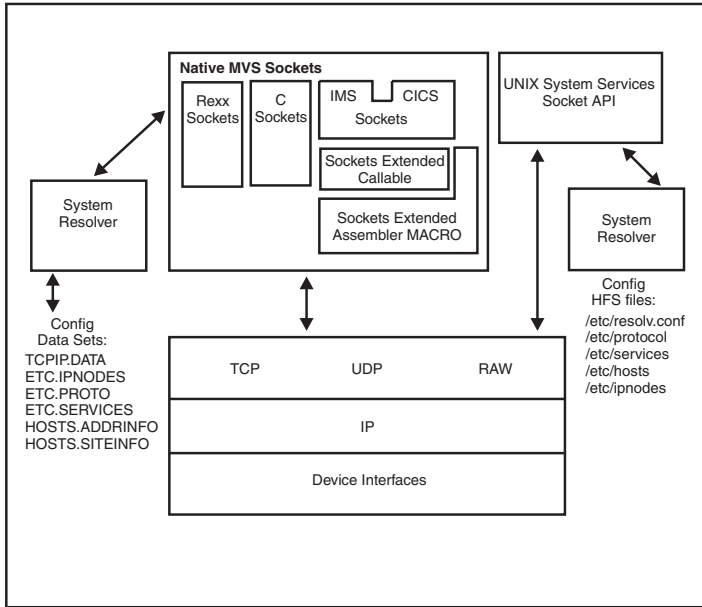 Native MVS Sockets
Rexx
Sockets
C
Sockets
IMS CICS
Sockets
Sockets Extended
Callable
Sockets Extended
Assembler MACRO
UNIX System Services
Socket API
System
Resolver
System
Resolver
Config
Data Sets:
TCPIP.DATA
ETC.IPNODES
ETC.PROTO
ETC.SERVICES
HOSTS.ADDRINFO
HOSTS.SITEINFO
Config
HFS files:
/etc/resolv.conf
/etc/protocol
/etc/services
/etc/hosts
/etc/ipnodes
TCP UDP RAW
IP
Device Interfaces